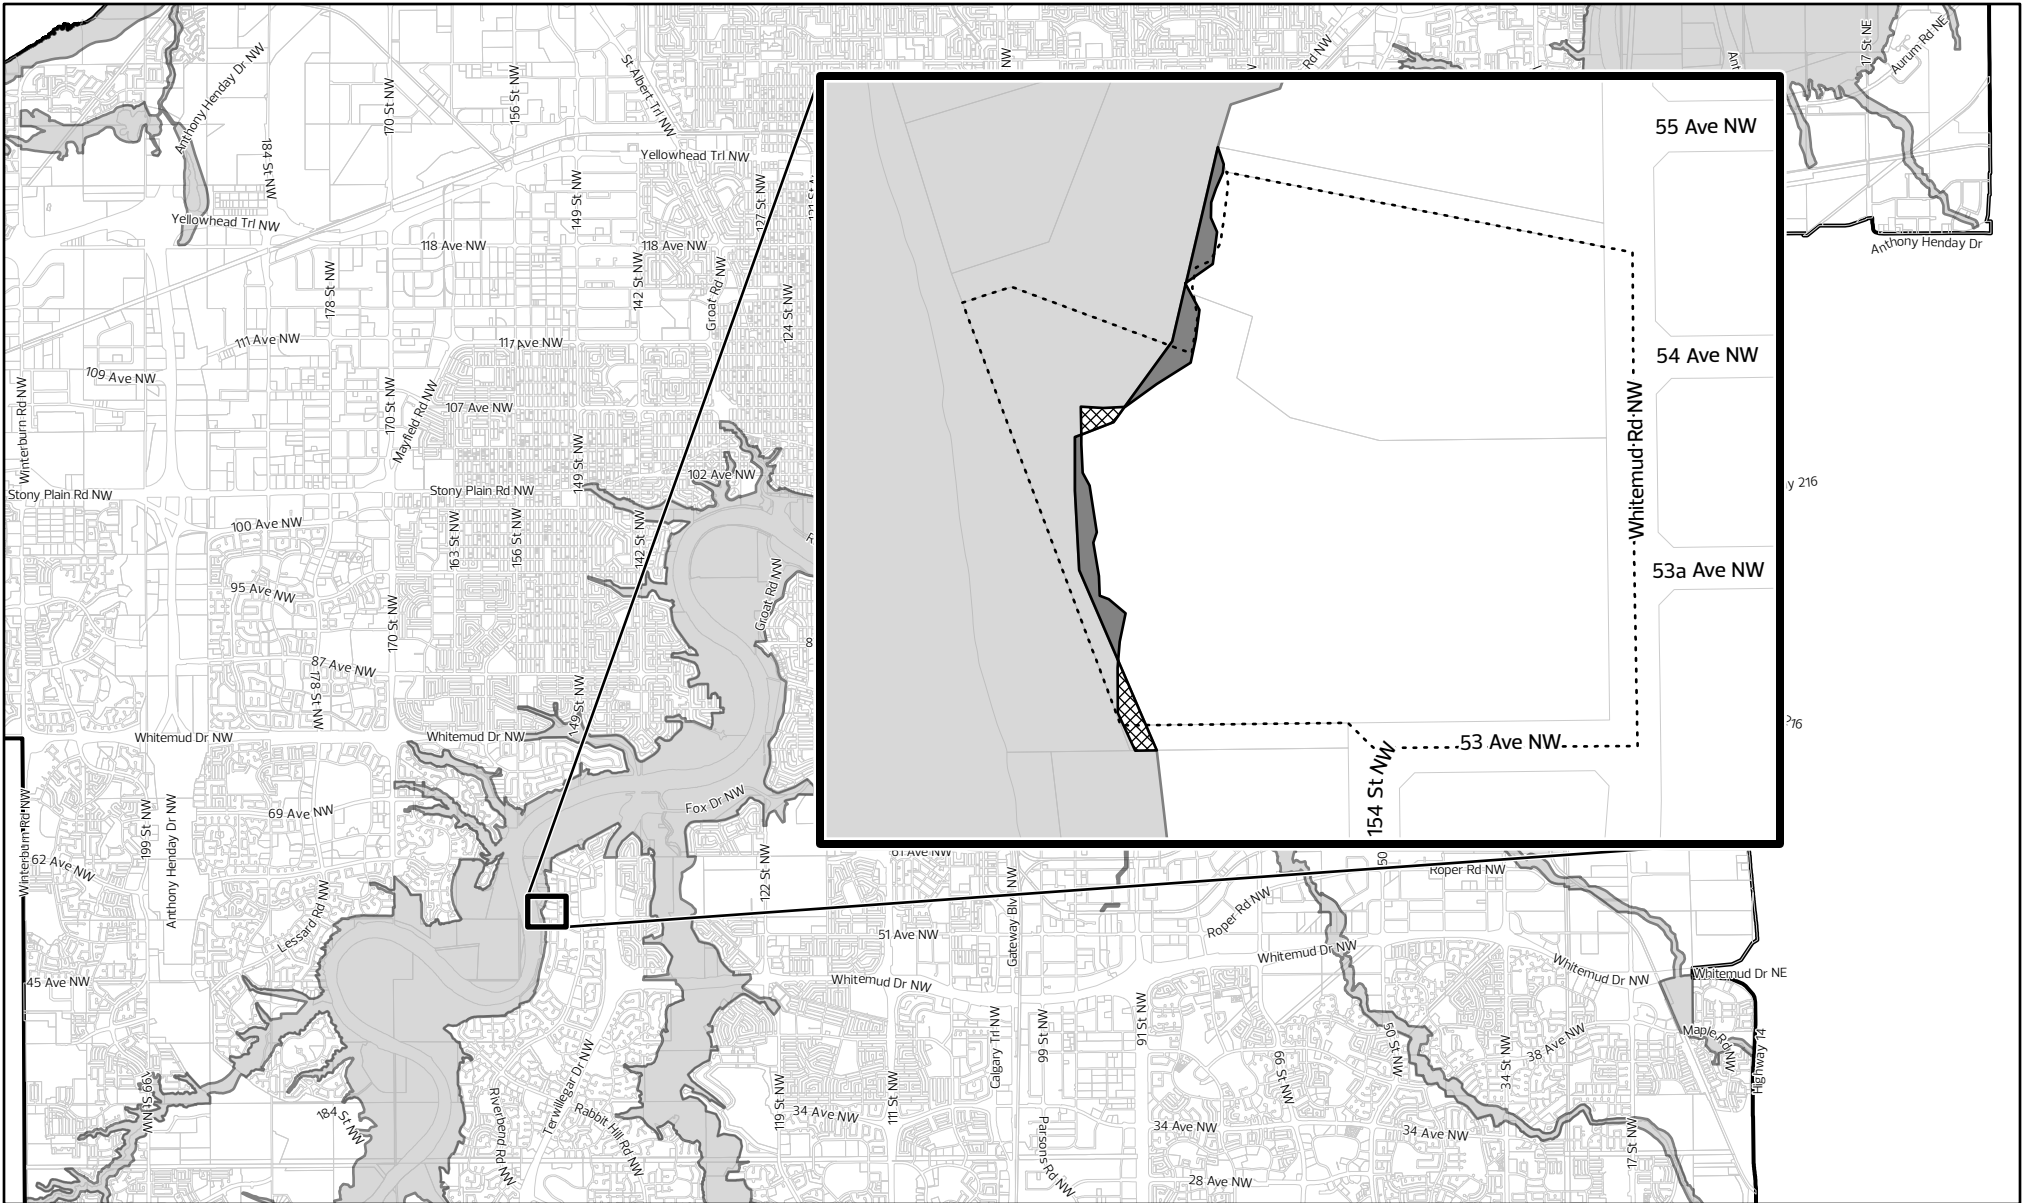 St Albert Trl NW
NW
Rd NW
17 St NE
Aurum Rd NE
Anthony Henday Dr NW
170 St NW
156 St NW
184 St NW
Yellowhead Trl NW
149 St NW
127 St NW
Yellowhead Trl NW
118 Ave NW
118 Ave NW
Anthony Henday Dr
178 St NW
142 St NW
Groat Rd NW
124 St NW
111 Ave NW
109 Ave NW
107 Ave NW
Winterburn Rd NW
170 St NW
Mayfield Rd NW
149 St NW
102 Ave NW
Stony Plain Rd NW
Stony Plain Rd NW
100 Ave NW
163 St NW
156 St NW
142 St NW
95 Ave NW
Groat Rd NW
170 St NW
87 Ave NW
178 St NW
149 St NW
Whitemud Dr NW
Whitemud Dr NW
Fox Dr NW
69 Ave NW
199 St NW
Anthony Henday Dr NW
Winterburn Rd NW
62 Ave NW
Lessard Rd NW
45 Ave NW
55 Ave NW
54 Ave NW
Whitemud Rd NW
53a Ave NW
53 Ave NW
154 St NW
y 216
61 Ave NW
122 St NW
51 Ave NW
Gateway Blvd NW
Roper Rd NW
Roper Rd NW
Whitemud Dr NW
Whitemud Dr NW
Whitemud Dr NW
Whitemud Dr NE
Calgary Trl NW
99 St NW
91 St NW
50 St NW
66 St NW
34 St NW
38 Ave NW
Maple Rd NW
Highway 14
199 St NW
184 St NW
Riverbend Rd NW
Terwillegar Dr NW
Rabbit Hill Rd NW
119 St NW
34 Ave NW
111 St NW
Parsons Rd NW
34 Ave NW
34 Ave NW
17 St NW
28 Ave NW